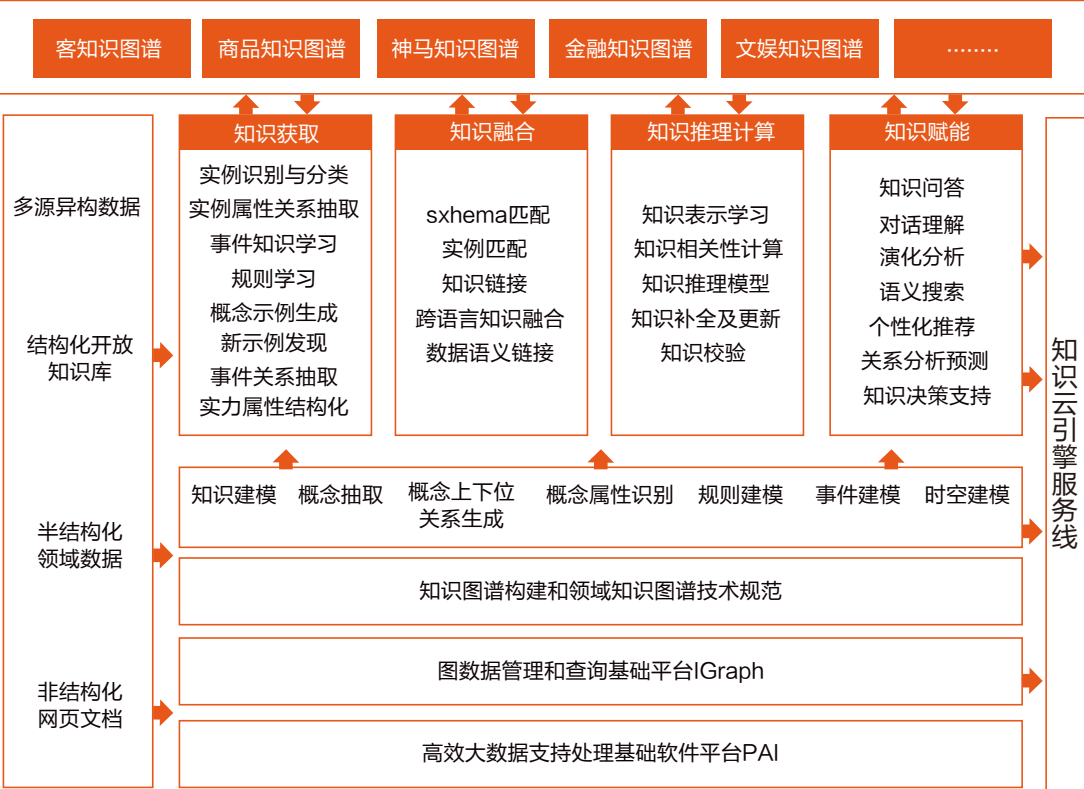 客知识图谱
商品知识图谱
神马知识图谱
金融知识图谱
文娱知识图谱
........
多源异构数据
结构化开放
知识库
半结构化
领域数据
非结构化
网页文档
知识获取
实例识别与分类
实例属性关系抽取
事件知识学习
规则学习
概念示例生成
新示例发现
事件关系抽取
实力属性结构化
知识融合
sxhema匹配
实例匹配
知识链接
跨语言知识融合
数据语义链接
知识推理计算
知识表示学习
知识相关性计算
知识推理模型
知识补全及更新
知识校验
知识赋能
知识问答
对话理解
演化分析
语义搜索
个性化推荐
关系分析预测
知识决策支持
知识建模
概念抽取
概念上下位
关系生成
概念属性识别
规则建模
事件建模
时空建模
知识图谱构建和领域知识图谱技术规范
图数据管理和查询基础平台IGraph
高效大数据支持处理基础软件平台PAI
知识云引擎服务线